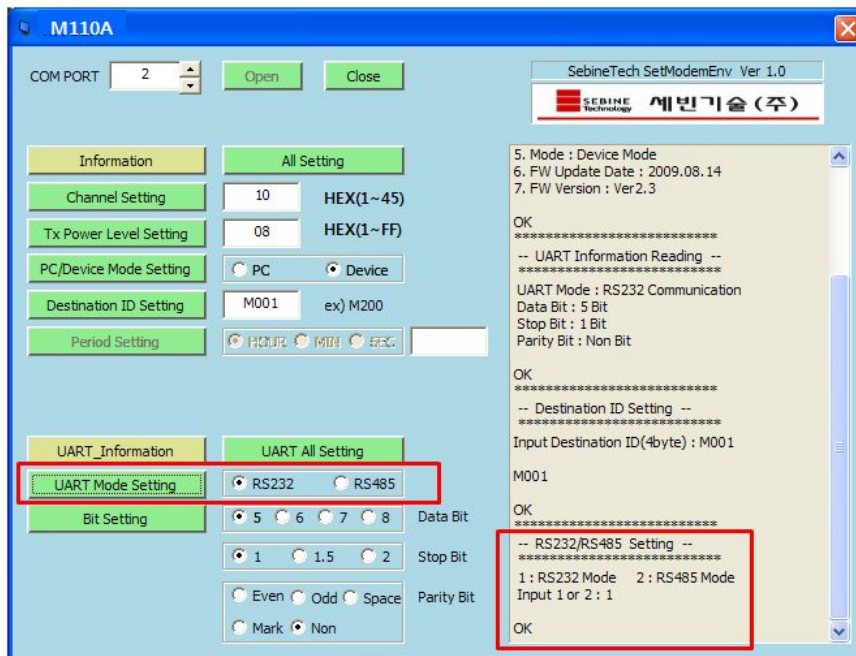 M110A
COM PORT 2 Open Close
SebineTech SetModemEnv Ver 1.0
SEBINE Technology 세빈기술(주)
Information All Setting
Channel Setting 10 HEX(1~45)
Tx Power Level Setting 08 HEX(1~FF)
PC/Device Mode Setting PC Device
Destination ID Setting M001 ex) M200
Period Setting HOUR MIN SEC
UART_Information UART All Setting
UART Mode Setting RS232 RS485
Bit Setting 5 6 7 8 Data Bit
1 1.5 2 Stop Bit
Even Odd Space Parity Bit
Mark Non
5. Mode : Device Mode
6. FW Update Date : 2009.08.14
7. FW Version : Ver2.3
OK
***************************
-- UART Information Reading --
***************************
UART Mode : RS232 Communication
Data Bit : 5 Bit
Stop Bit : 1 Bit
Parity Bit : Non Bit
OK
***************************
-- Destination ID Setting --
***************************
Input Destination ID(4byte) : M001
M001
OK
***************************
-- RS232/RS485 Setting --
***************************
1 : RS232 Mode 2 : RS485 Mode
Input 1 or 2 : 1
OK